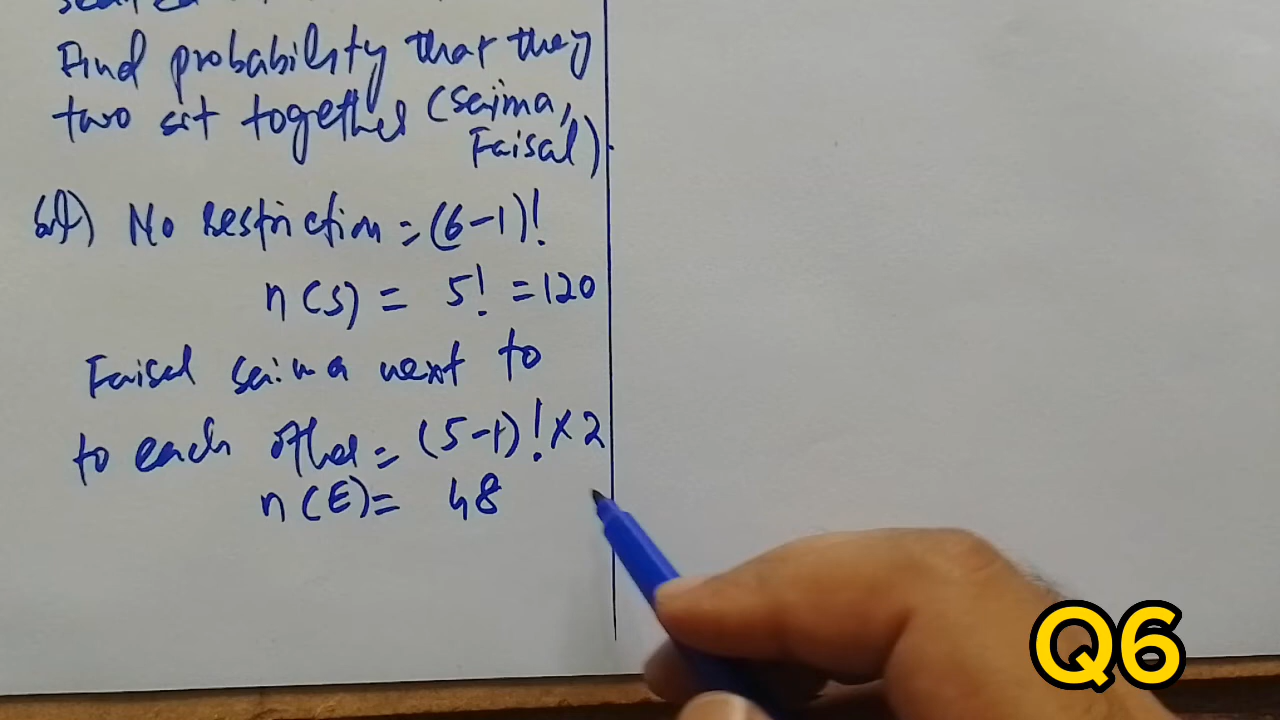 Find probability that they
two sit together (Saima,
Faisal)
Sol) No restriction = (6-1)!
n(S) = 5! = 120
Faisal Saima next to
to each other = (5-1)! × 2
n(E) = 48
Q6